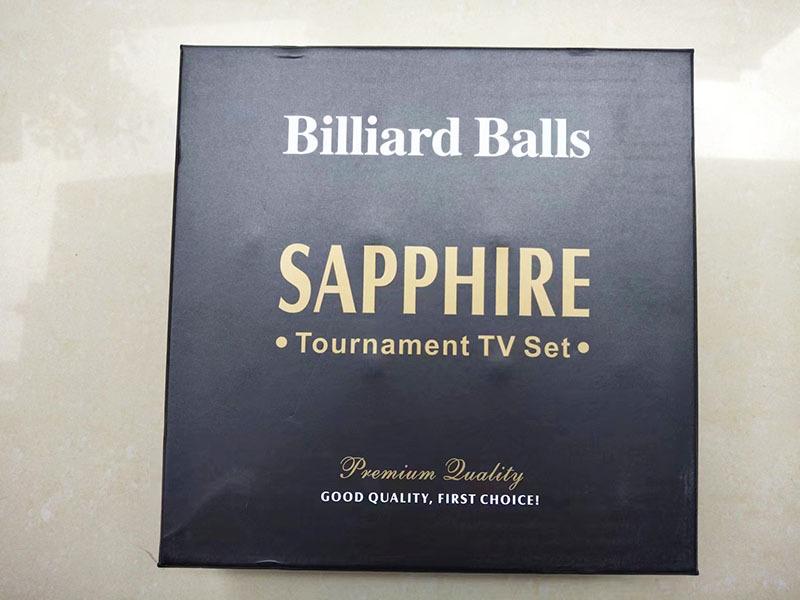 Billiard Balls
SAPPHIRE
•Tournament TV Set•
Premium Quality
GOOD QUALITY, FIRST CHOICE!